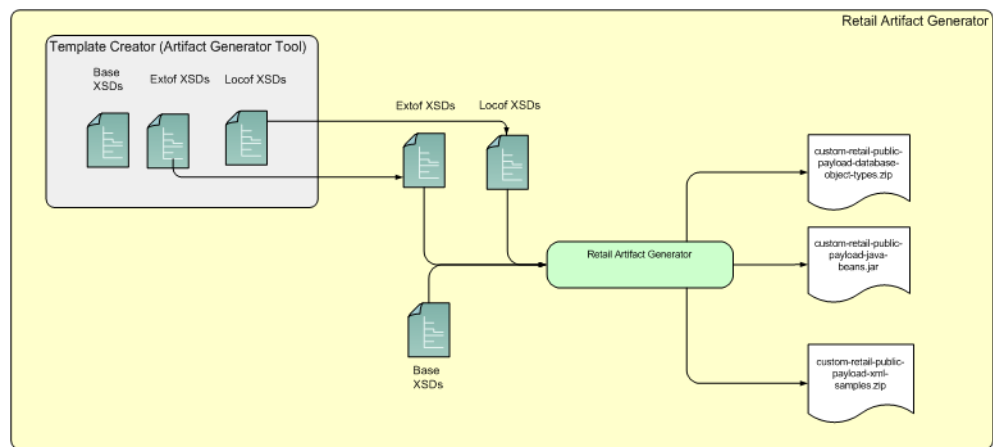 Retail Artifact Generator
Template Creator (Artifact Generator Tool)
Base
XSDs
Extof XSDs
Locof XSDs
Extof XSDs
Locof XSDs
custom-retail-public-
payload-database-
object-types.zip
Retail Artifact Generator
custom-retail-public-
payload-java-
beans.jar
Base
XSDs
custom-retail-public-
payload-xml-
samples.zip